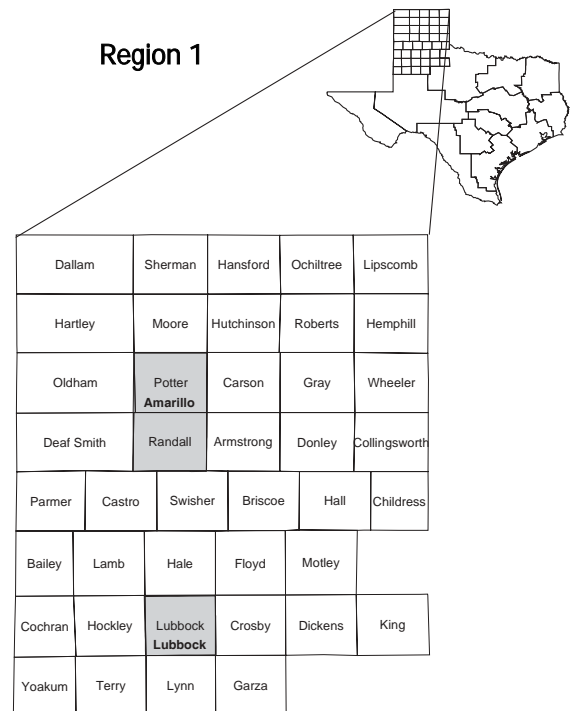 Region 1
Dallam Sherman Hansford Ochiltree Lipscomb
Hartley Moore Hutchinson Roberts Hemphill
Oldham Potter Carson Gray Wheeler
Amarillo
Deaf Smith Randall Armstrong Donley Collingsworth
Parmer Castro Swisher Briscoe Hall Childress
Bailey Lamb Hale Floyd Motley
Cochran Hockley Lubbock Crosby Dickens King
Lubbock
Yoakum Terry Lynn Garza